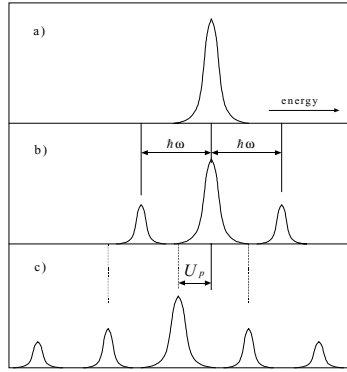 a)
energy
b)
ħω ħω
c)
U_p